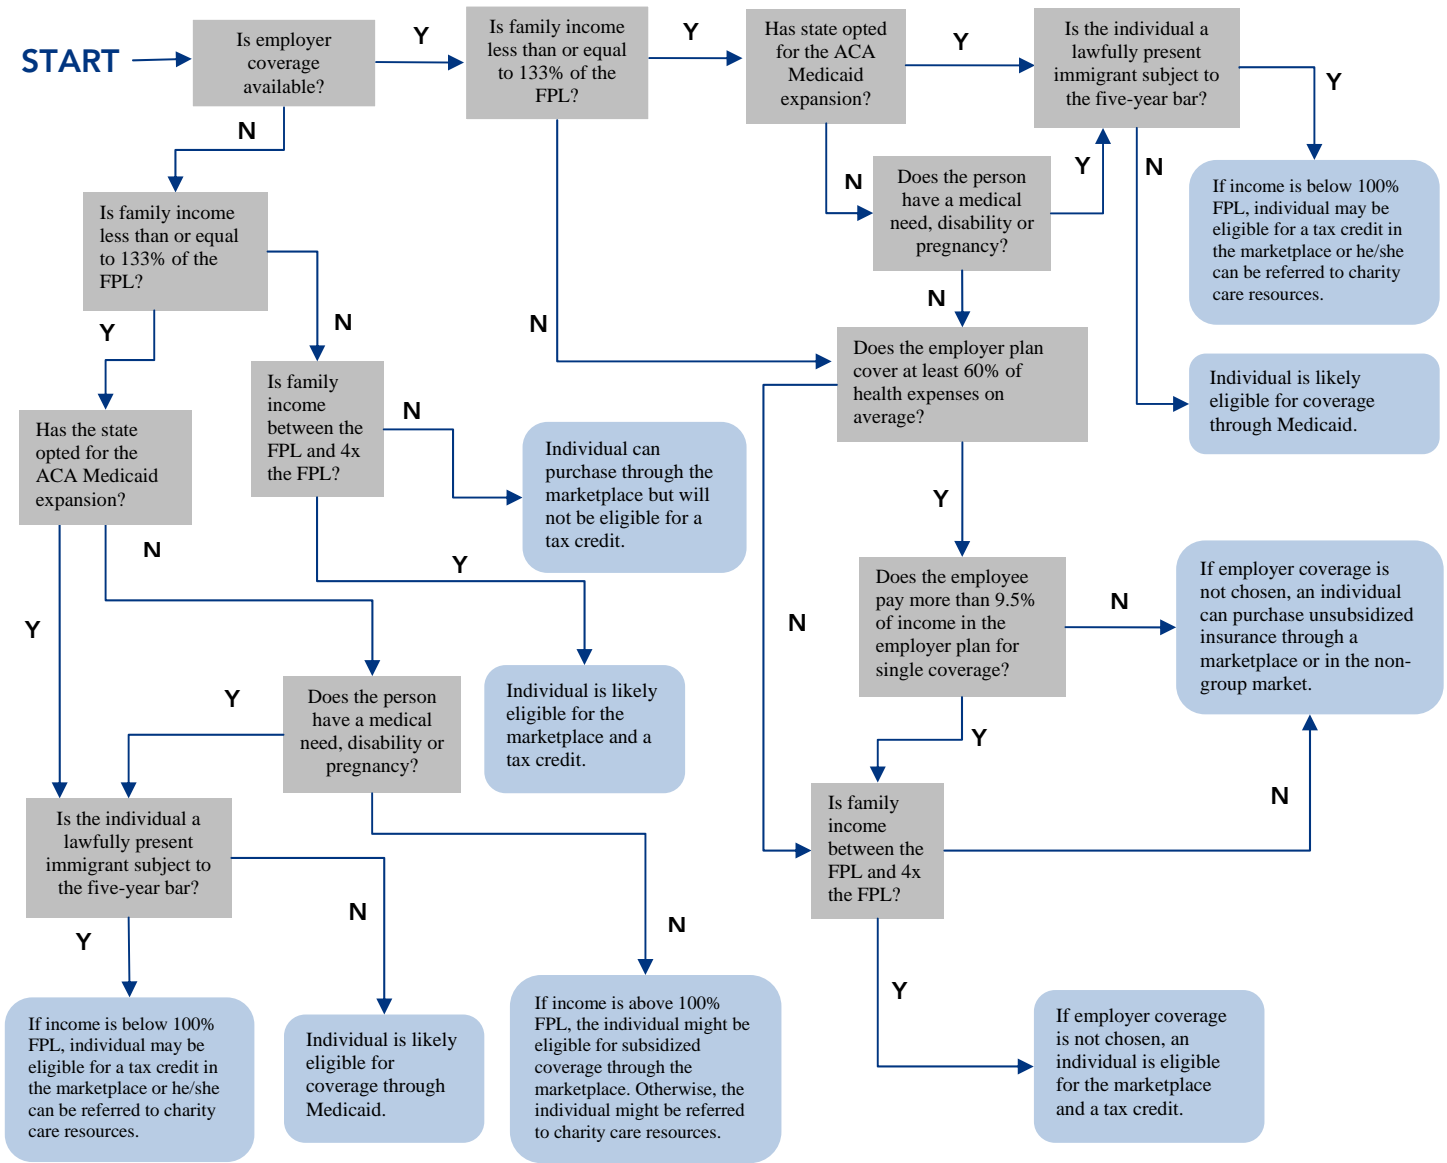 START
Is employer
coverage
available?
Y
Is family income
less than or equal
to 133% of the
FPL?
Y
Has state opted
for the ACA
Medicaid
expansion?
Y
Is the individual a
lawfully present
immigrant subject to
the five-year bar?
Y
N
N
Y
N
Does the person
have a medical
need, disability or
pregnancy?
If income is below 100%
FPL, individual may be
eligible for a tax credit in
the marketplace or he/she
can be referred to charity
care resources.
Is family income
less than or equal
to 133% of the
FPL?
N
Y
N
N
Does the employer plan
cover at least 60% of
health expenses on
average?
Individual is likely
eligible for coverage
through Medicaid.
Is family
income
between the
FPL and 4x
the FPL?
N
Has the state
opted for the
ACA Medicaid
expansion?
Individual can
purchase through the
marketplace but will
not be eligible for a
tax credit.
Y
N
Y
Does the employee
pay more than 9.5%
of income in the
employer plan for
single coverage?
N
If employer coverage is
not chosen, an individual
can purchase unsubsidized
insurance through a
marketplace or in the non-
group market.
Y
N
Y
Does the person
have a medical
need, disability or
pregnancy?
Individual is likely
eligible for the
marketplace and a
tax credit.
Y
Is the individual a
lawfully present
immigrant subject to
the five-year bar?
Is family
income
between the
FPL and 4x
the FPL?
N
N
N
Y
Y
If income is below 100%
FPL, individual may be
eligible for a tax credit in
the marketplace or he/she
can be referred to charity
care resources.
Individual is likely
eligible for
coverage through
Medicaid.
If income is above 100%
FPL, the individual might be
eligible for subsidized
coverage through the
marketplace. Otherwise, the
individual might be referred
to charity care resources.
If employer coverage
is not chosen, an
individual is eligible
for the marketplace
and a tax credit.